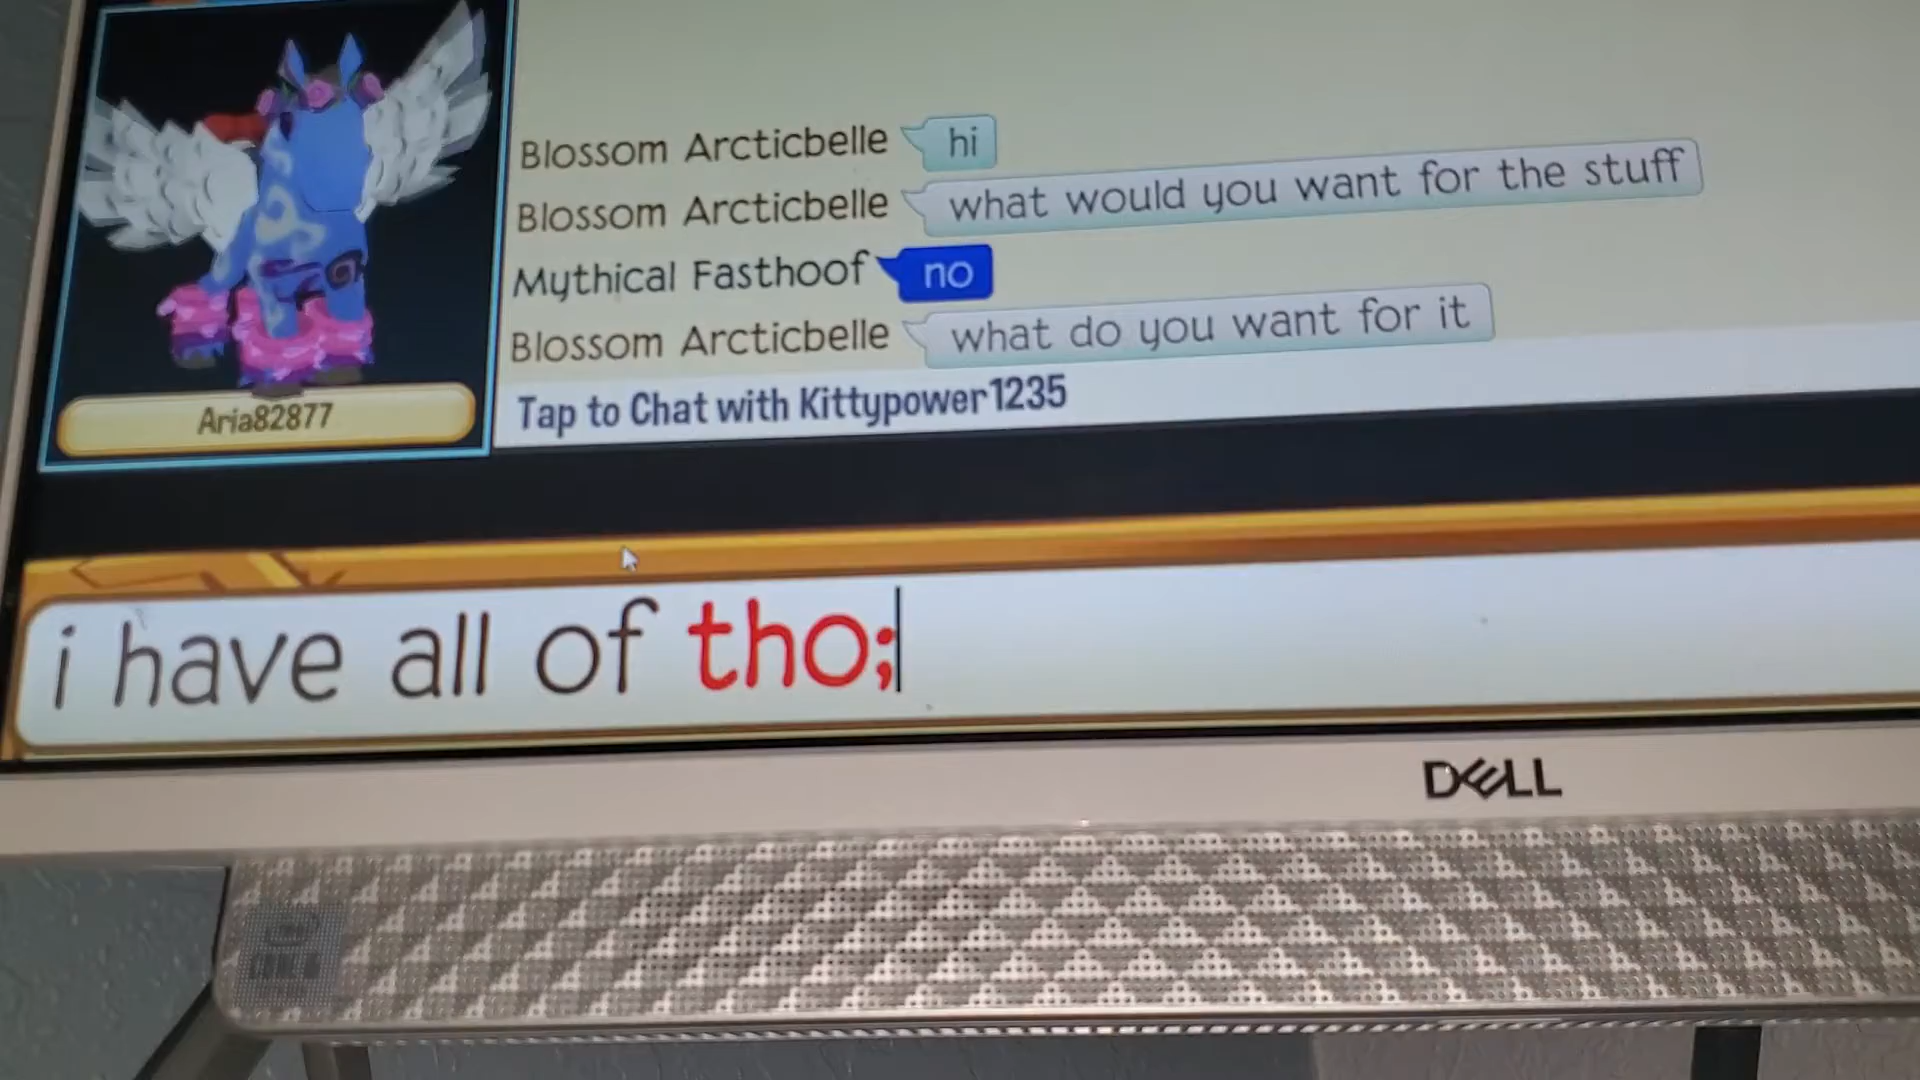 Blossom Arcticbelle hi
Blossom Arcticbelle what would you want for the stuff
Mythical Fasthoof no
Blossom Arcticbelle what do you want for it
Aria82877
Tap to Chat with Kittypower1235
i have all of tho;
DELL